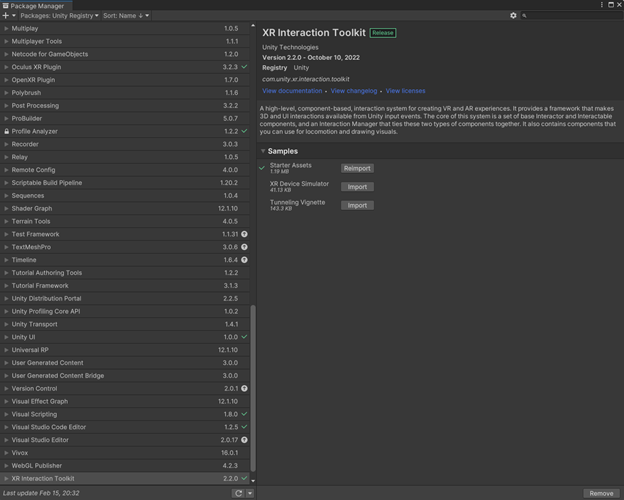 Package Manager
Packages: Unity Registry
Sort: Name ↓
Multiplay 1.0.5
Multiplayer Tools 1.1.1
Netcode for GameObjects 1.2.0
Oculus XR Plugin 3.2.3
OpenXR Plugin 1.7.0
Polybrush 1.1.6
Post Processing 3.2.2
ProBuilder 5.0.7
Profile Analyzer 1.2.2
Recorder 3.0.3
Relay 1.0.5
Remote Config 4.0.0
Scriptable Build Pipeline 1.20.2
Sequences 1.0.4
Shader Graph 12.1.10
Terrain Tools 4.0.5
Test Framework 1.1.31
TextMeshPro 3.0.6
Timeline 1.6.4
Tutorial Authoring Tools 1.2.2
Tutorial Framework 3.1.3
Unity Distribution Portal 2.2.5
Unity Profiling Core API 1.0.2
Unity Transport 1.4.1
Unity UI 1.0.0
Universal RP 12.1.10
User Generated Content 3.0.0
User Generated Content Bridge 3.0.0
Version Control 2.0.1
Visual Effect Graph 12.1.10
Visual Scripting 1.8.0
Visual Studio Code Editor 1.2.5
Visual Studio Editor 2.0.17
Vivox 16.0.1
WebGL Publisher 4.2.3
XR Interaction Toolkit 2.2.0
Last update Feb 15, 20:32
XR Interaction Toolkit Release
Unity Technologies
Version 2.2.0 - October 10, 2022
Registry Unity
com.unity.xr.interaction.toolkit
View documentation • View changelog • View licenses
A high-level, component-based, interaction system for creating VR and AR experiences. It provides a framework that makes
3D and UI interactions available from Unity input events. The core of this system is a set of base Interactor and Interactable
components, and an Interaction Manager that ties these two types of components together. It also contains components that
you can use for locomotion and drawing visuals.
Samples
Starter Assets Reimport
1.19 MB
XR Device Simulator Import
41.13 KB
Tunneling Vignette Import
143.3 KB
Remove